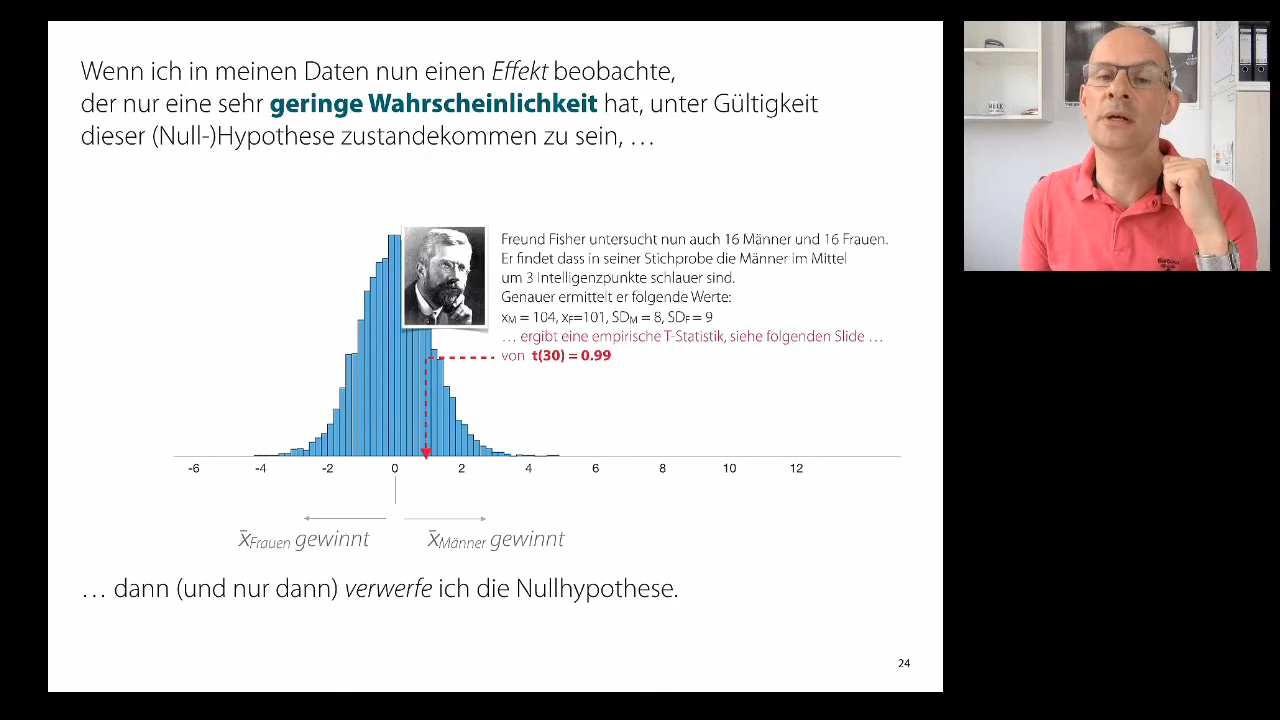 Wenn ich in meinen Daten nun einen Effekt beobachte,
der nur eine sehr geringe Wahrscheinlichkeit hat, unter Gültigkeit
dieser (Null-)Hypothese zustandekommen zu sein, …
Freund Fisher untersucht nun auch 16 Männer und 16 Frauen.
Er findet dass in seiner Stichprobe die Männer im Mittel
um 3 Intelligenzpunkte schlauer sind.
Genauer ermittelt er folgende Werte:
xM = 104, xF=101, SDM = 8, SDF = 9
… ergibt eine empirische T-Statistik, siehe folgenden Slide …
von t(30) = 0.99
-6 -4 -2 0 2 4 6 8 10 12
x̄Frauen gewinnt x̄Männer gewinnt
… dann (und nur dann) verwerfe ich die Nullhypothese.
24